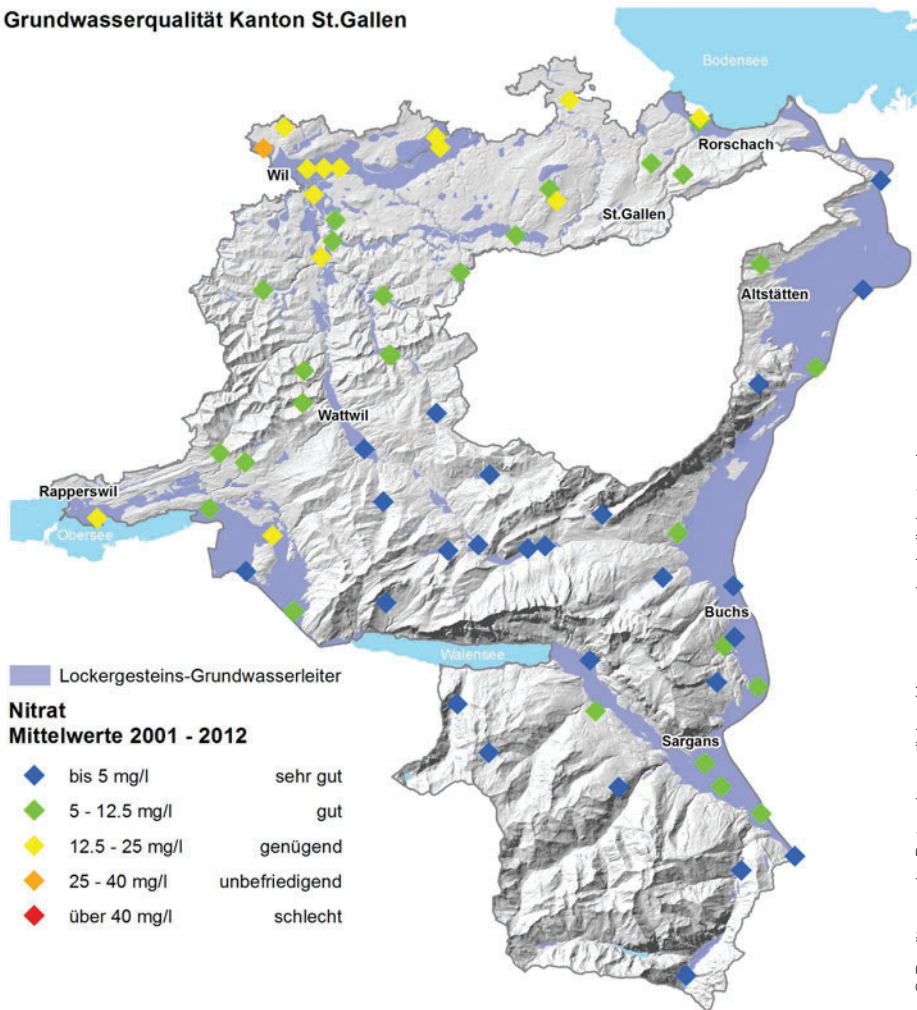 Grundwasserqualität Kanton St.Gallen
Bodensee
Rorschach
Wil
St.Gallen
Altstätten
Wattwil
Rapperswil
Obersee
Buchs
Walensee
Lockergesteins-Grundwasserleiter
Nitrat
Mittelwerte 2001 - 2012
Sargans
bis 5 mg/l sehr gut
5 - 12.5 mg/l gut
12.5 - 25 mg/l genügend
25 - 40 mg/l unbefriedigend
über 40 mg/l schlecht